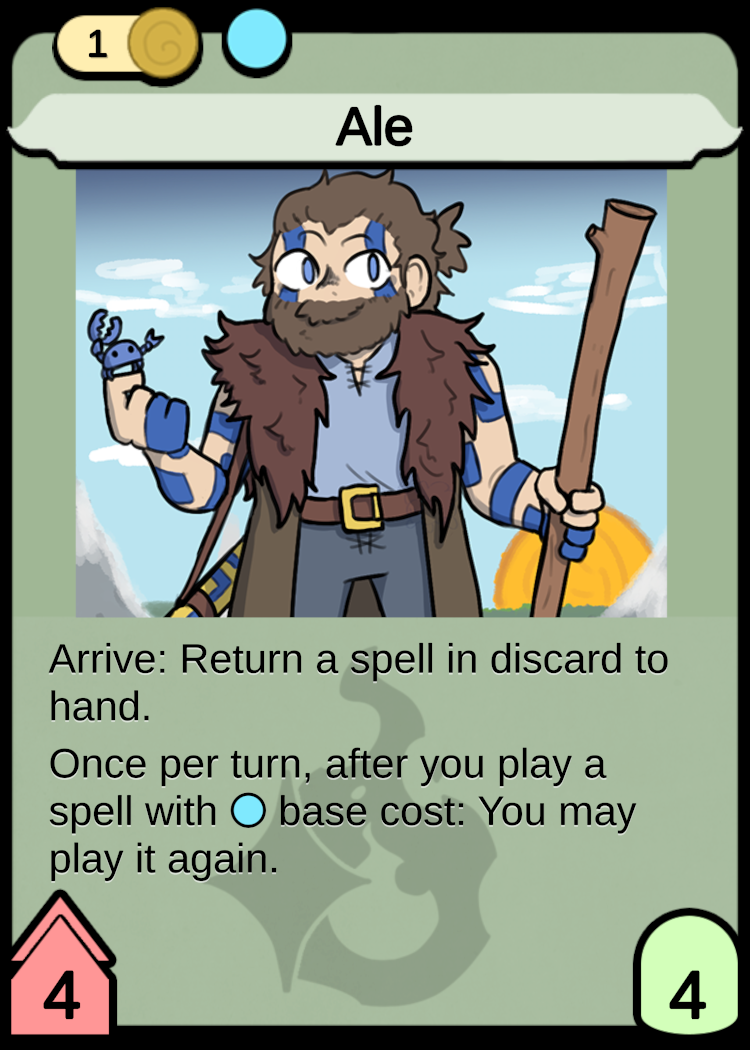 1
Ale
Arrive: Return a spell in discard to
hand.
Once per turn, after you play a
spell with base cost: You may
play it again.
4
4